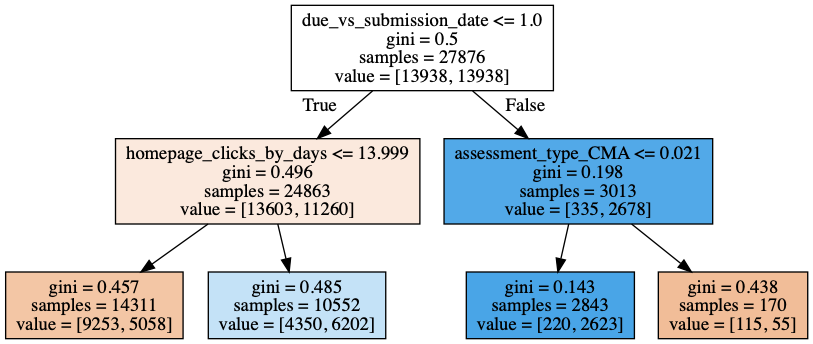 due_vs_submission_date <= 1.0
gini = 0.5
samples = 27876
value = [13938, 13938]
True
False
homepage_clicks_by_days <= 13.999
gini = 0.496
samples = 24863
value = [13603, 11260]
assessment_type_CMA <= 0.021
gini = 0.198
samples = 3013
value = [335, 2678]
gini = 0.457
samples = 14311
value = [9253, 5058]
gini = 0.485
samples = 10552
value = [4350, 6202]
gini = 0.143
samples = 2843
value = [220, 2623]
gini = 0.438
samples = 170
value = [115, 55]